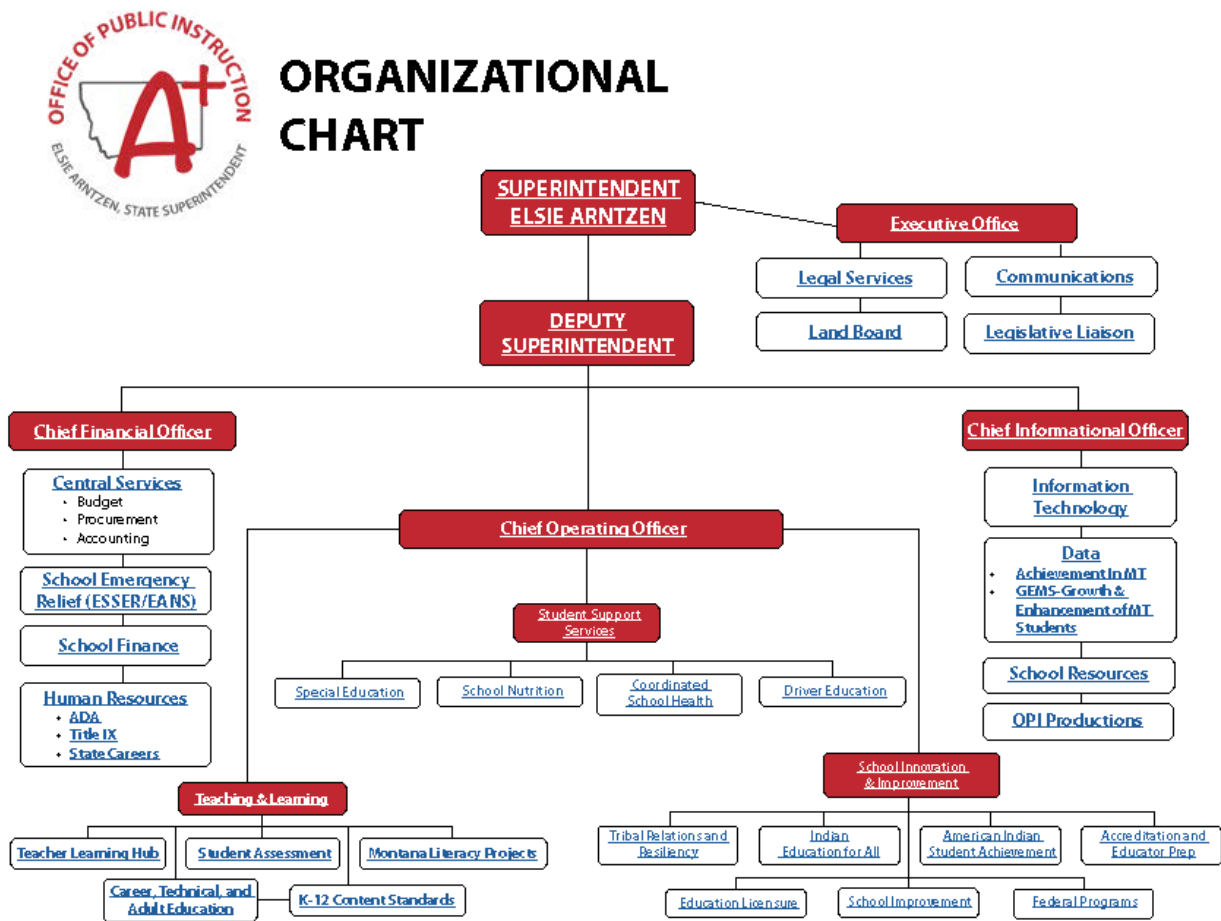 OFFICE OF PUBLIC INSTRUCTION
A+
ELSIE ARNTZEN, STATE SUPERINTENDENT
ORGANIZATIONAL
CHART
SUPERINTENDENT
ELSIE ARNTZEN
Executive Office
Legal Services
Communications
Land Board
Legislative Liaison
DEPUTY
SUPERINTENDENT
Chief Financial Officer
Central Services
• Budget
• Procurement
• Accounting
School Emergency
Relief (ESSER/EANS)
School Finance
Human Resources
• ADA
• Title IX
• State Careers
Chief Operating Officer
Student Support
Services
Special Education
School Nutrition
Coordinated
School Health
Driver Education
Chief Informational Officer
Information
Technology
Data
• Achievement In MT
• GEMS-Growth &
Enhancement of MT
Students
School Resources
OPI Productions
Teaching & Learning
Teacher Learning Hub
Student Assessment
Montana Literacy Projects
Career, Technical, and
Adult Education
K-12 Content Standards
School Innovation
& Improvement
Tribal Relations and
Resiliency
Indian
Education for All
American Indian
Student Achievement
Accreditation and
Educator Prep
Education Licensure
School Improvement
Federal Programs